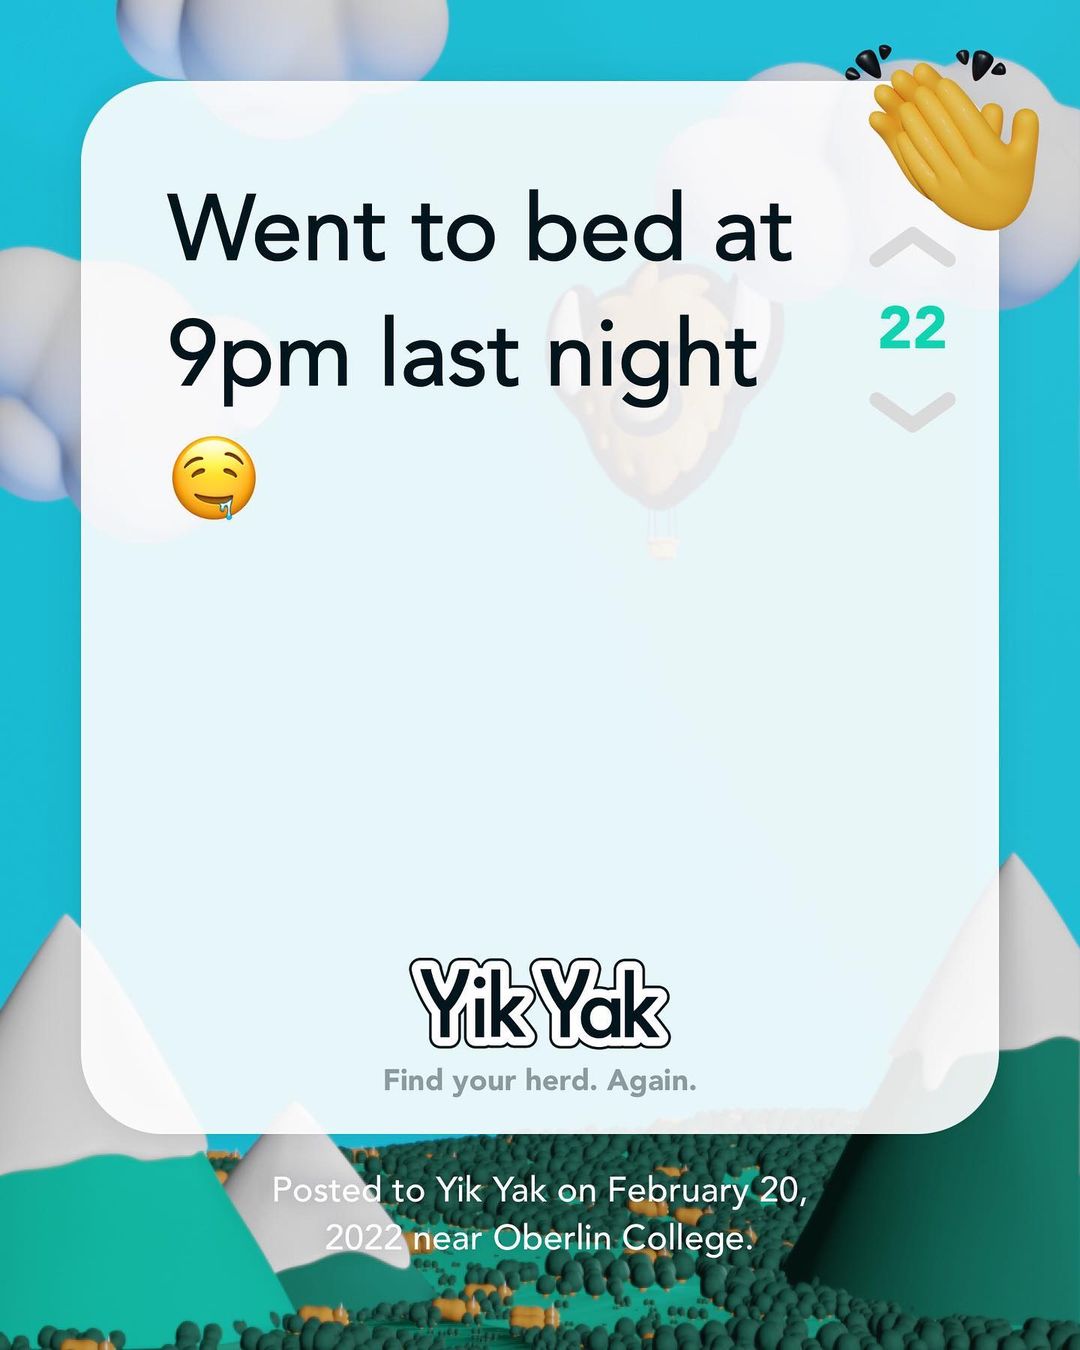 Went to bed at
9pm last night
🤤
22
Yik Yak
Find your herd. Again.
Posted to Yik Yak on February 20,
2022 near Oberlin College.